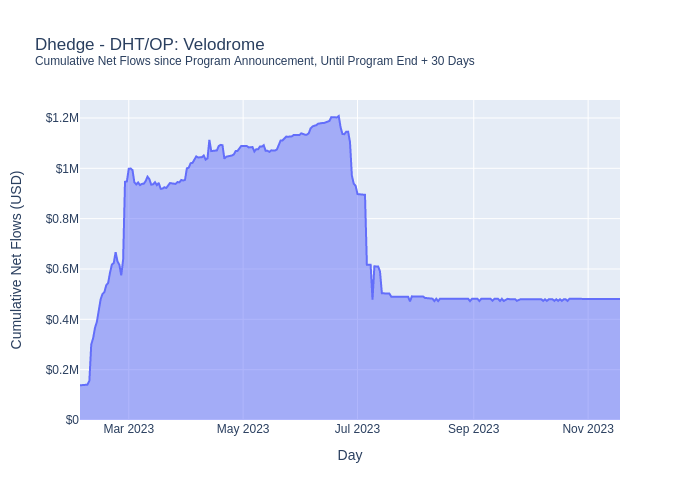 Dhedge - DHT/OP: Velodrome
Cumulative Net Flows since Program Announcement, Until Program End + 30 Days
Cumulative Net Flows (USD)
$1.2M
$1M
$0.8M
$0.6M
$0.4M
$0.2M
$0
Mar 2023 May 2023 Jul 2023 Sep 2023 Nov 2023
Day